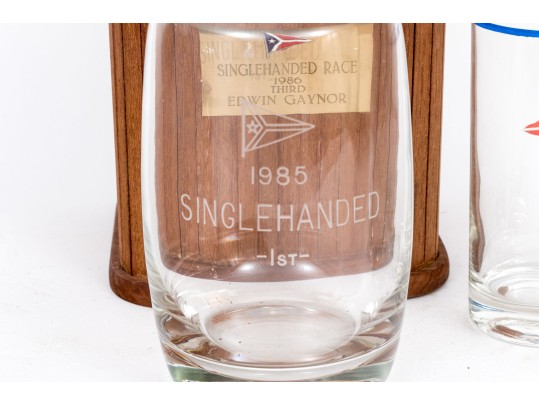 SINGLEHANDED RACE
1986
THIRD
EDWIN GAYNOR
1985
SINGLEHANDED
-1ST-